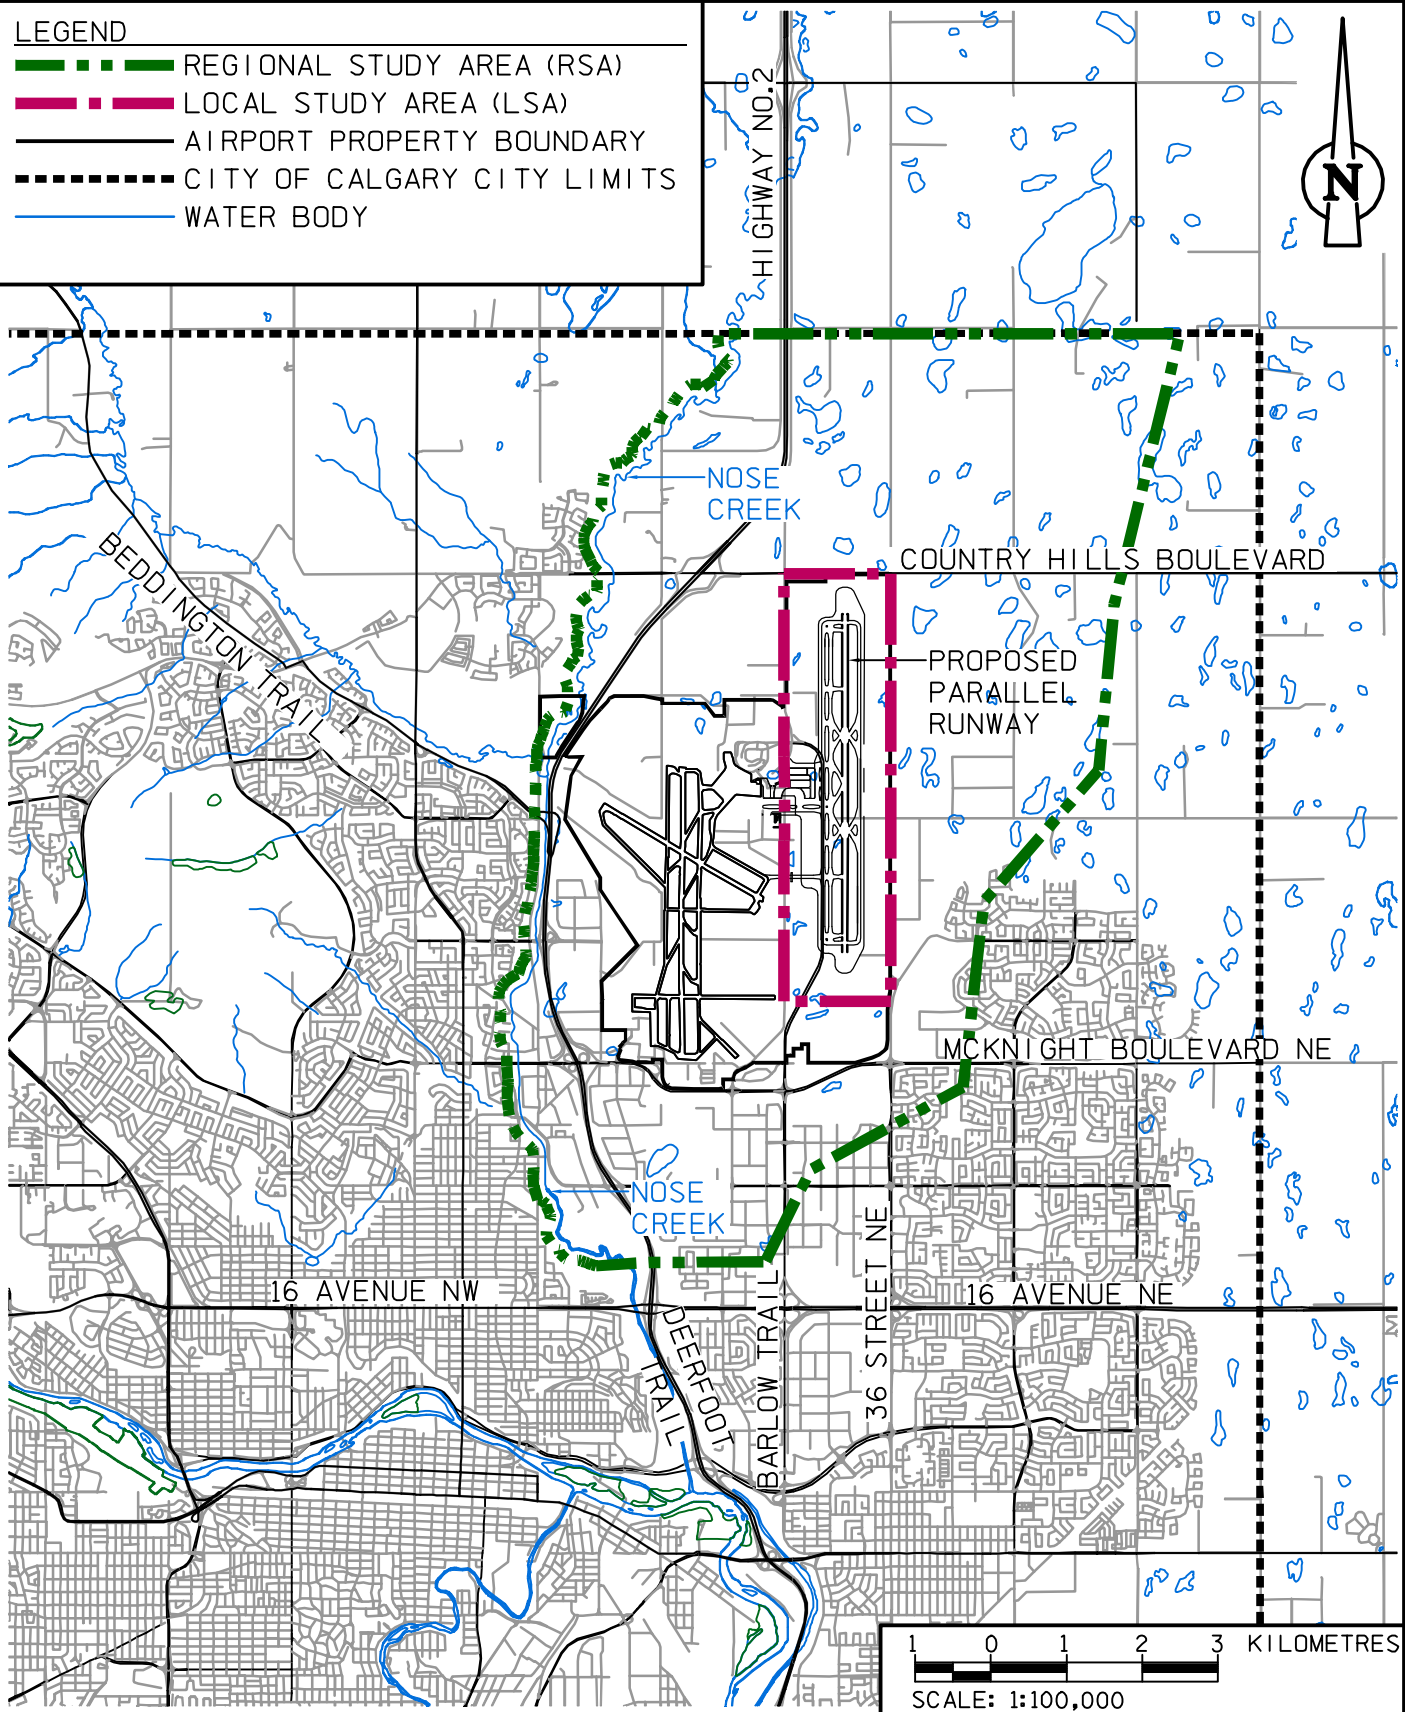 LEGEND
REGIONAL STUDY AREA (RSA)
LOCAL STUDY AREA (LSA)
AIRPORT PROPERTY BOUNDARY
CITY OF CALGARY CITY LIMITS
WATER BODY
HIGHWAY NO.2
N
NOSE
CREEK
BEDDINGTON TRAIL
COUNTRY HILLS BOULEVARD
PROPOSED
PARALLEL
RUNWAY
MCKNIGHT BOULEVARD NE
NOSE
CREEK
16 AVENUE NW
16 AVENUE NE
DEERFOOT
TRAIL
BARLOW TRAIL
36 STREET NE
1 0 1 2 3 KILOMETRES
SCALE: 1:100,000